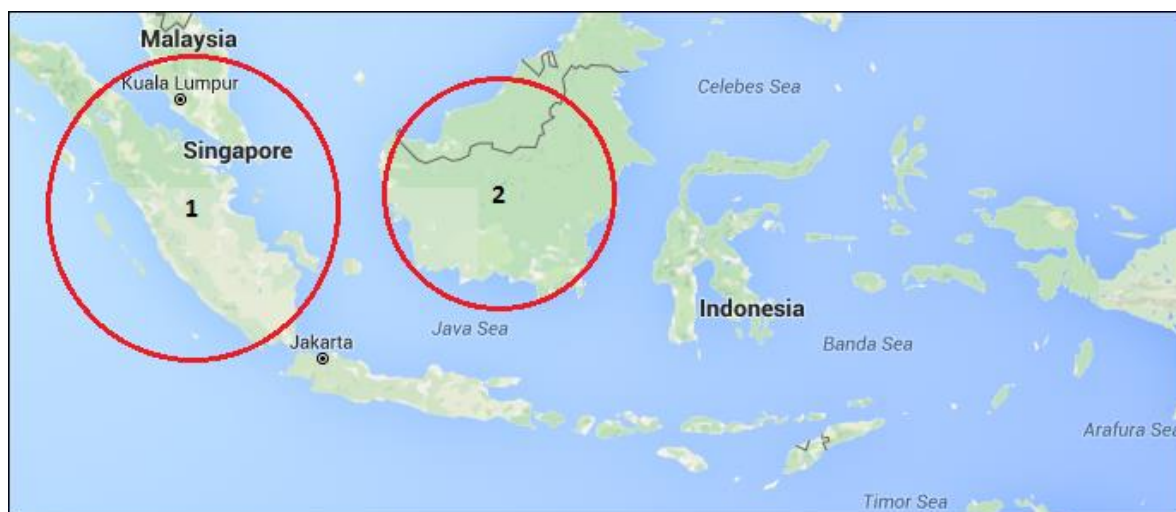 Malaysia
Kuala Lumpur
Celebes Sea
Singapore
1
2
Indonesia
Java Sea
Jakarta
Banda Sea
Arafura Sea
Timor Sea